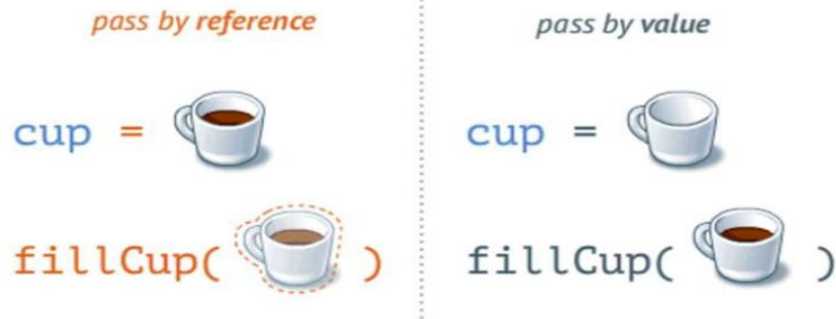 pass by reference
cup =
fillCup( )
pass by value
cup =
fillCup( )